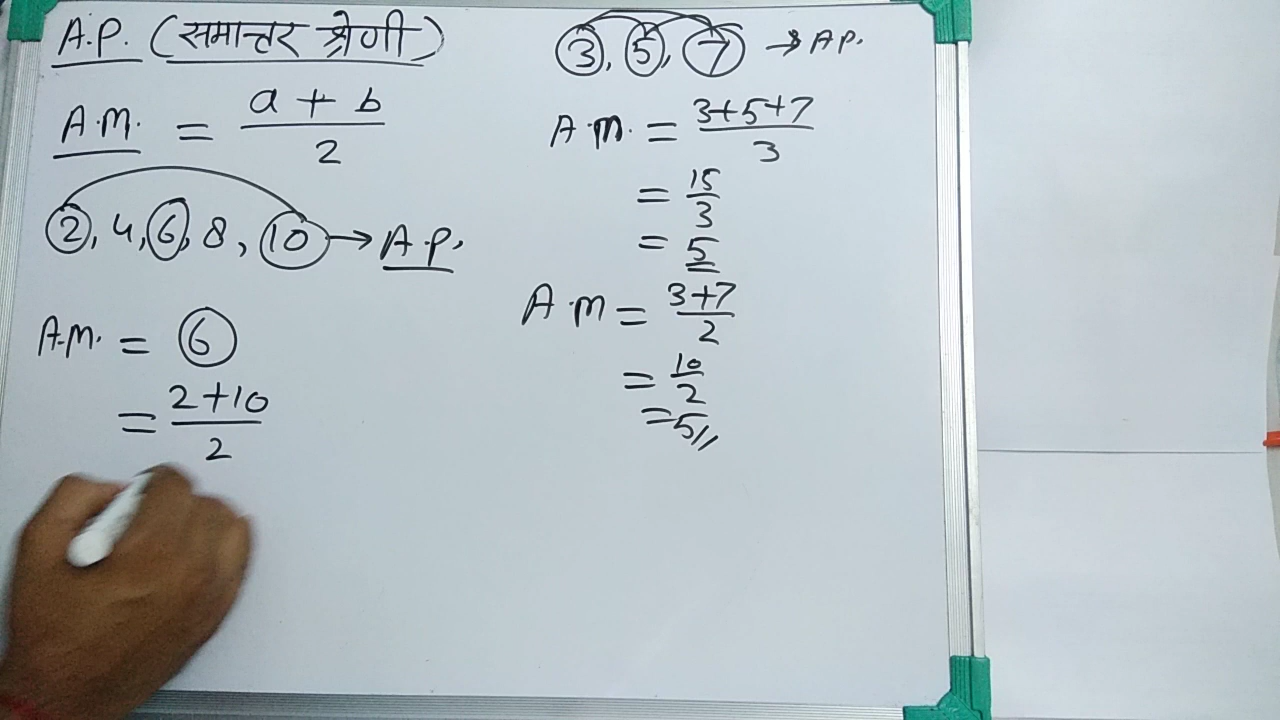 A.P. (समान्तर श्रेणी)
A.M. = a + b / 2
2, 4, 6, 8, 10 → A.P.
A.M. = 6
= 2+10 / 2
3, 5, 7 → A.P.
A.M. = 3+5+7 / 3
= 15 / 3
= 5
A.M = 3+7 / 2
= 10 / 2
= 5//